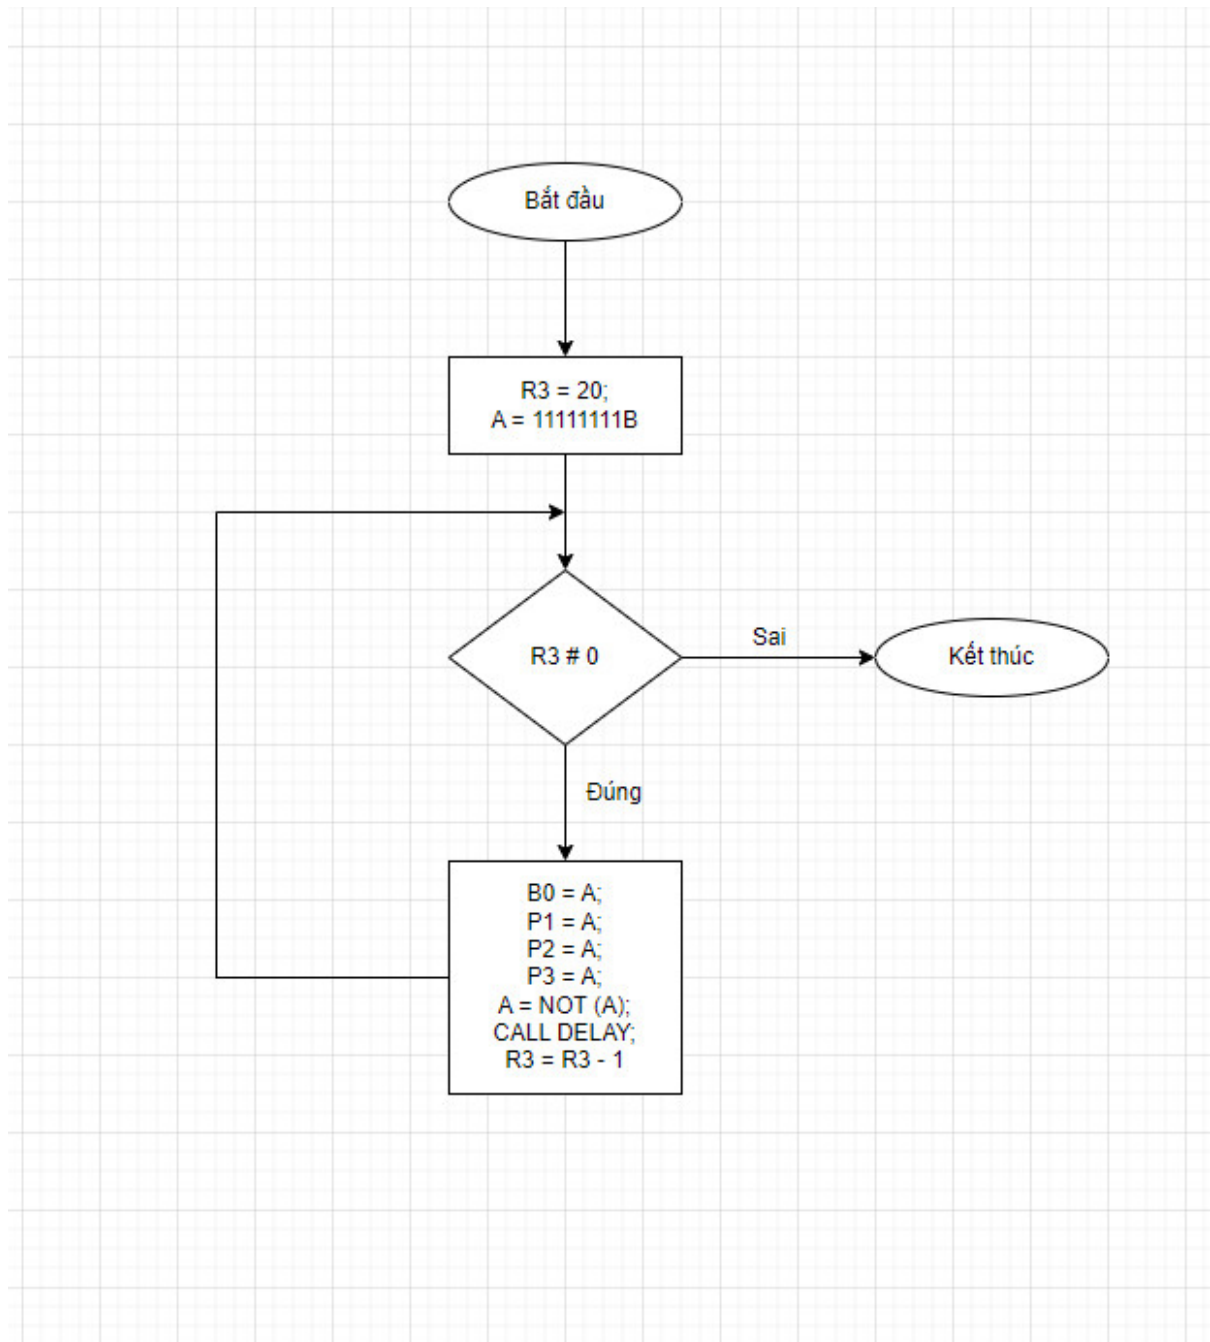 Bắt đầu
R3 = 20;
A = 11111111B
R3 # 0
Sai
Kết thúc
Đúng
B0 = A;
P1 = A;
P2 = A;
P3 = A;
A = NOT (A);
CALL DELAY;
R3 = R3 - 1